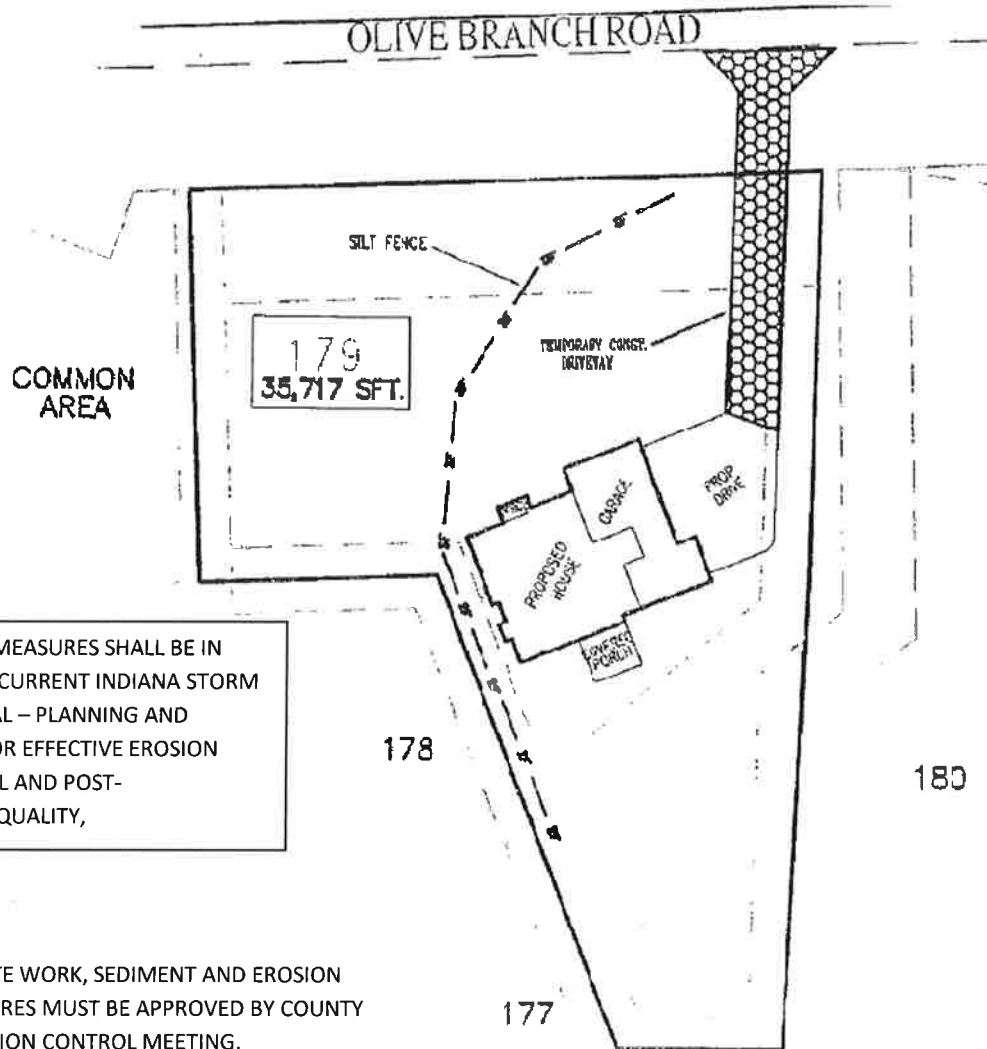 OLIVE BRANCH ROAD
SILT FENCE
179
35,717 SFT.
TEMPORARY CONST.
DRIVEWAY
COMMON
AREA
GARAGE
PROP
DRIVE
PROPOSED
HOUSE
COVERED
PORCH
MEASURES SHALL BE IN
CURRENT INDIANA STORM
AL – PLANNING AND
OR EFFECTIVE EROSION
L AND POST-
QUALITY,
178
180
TE WORK, SEDIMENT AND EROSION
RES MUST BE APPROVED BY COUNTY
ION CONTROL MEETING.
177